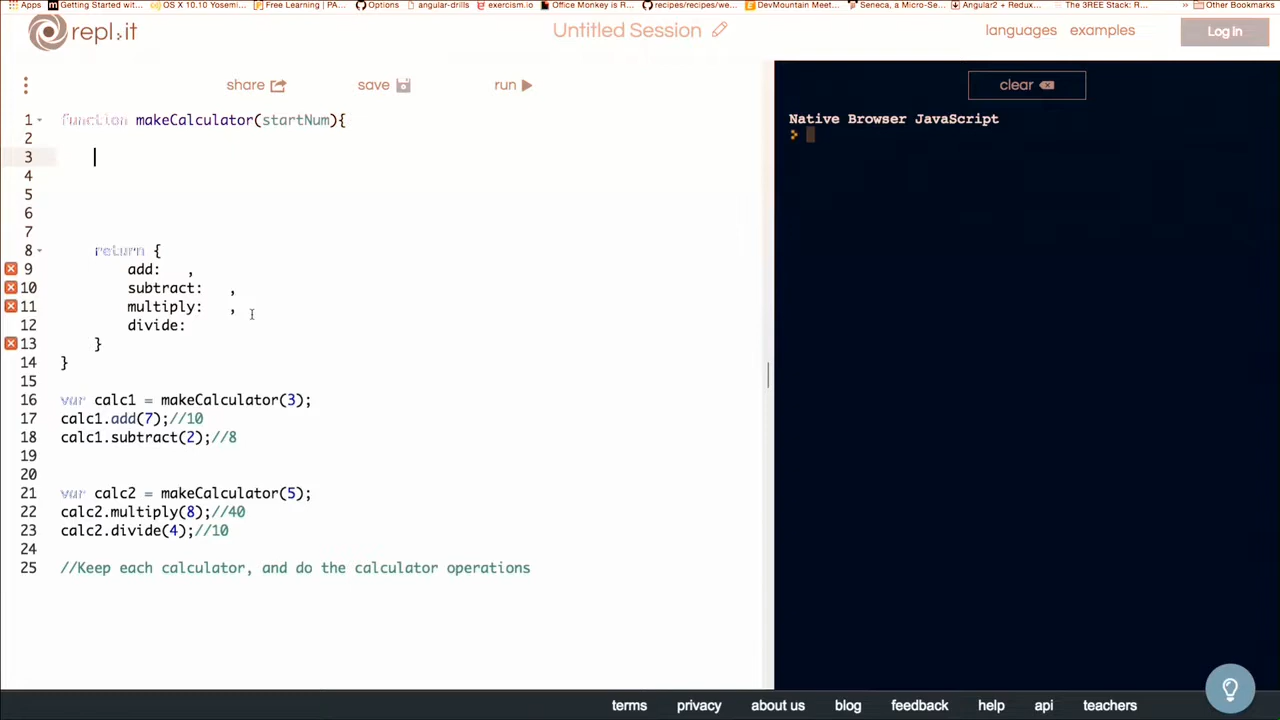 Apps Getting Started wit... OS X 10.10 Yosemi... Free Learning | PA... Options angular-drills exercism.io Office Monkey is R... recipes/recipes/we... DevMountain Meet... Seneca, a Micro-Se... Angular2 + Redux... The 3REE Stack: R... » Other Bookmarks
repl.it Untitled Session languages examples Log in
share save run clear
1 function makeCalculator(startNum){
2
3
4
5
6
7
8 return {
9 add: ,
10 subtract: ,
11 multiply: ,
12 divide:
13 }
14 }
15
16 var calc1 = makeCalculator(3);
17 calc1.add(7);//10
18 calc1.subtract(2);//8
19
20
21 var calc2 = makeCalculator(5);
22 calc2.multiply(8);//40
23 calc2.divide(4);//10
24
25 //Keep each calculator, and do the calculator operations
Native Browser JavaScript
>
terms privacy about us blog feedback help api teachers